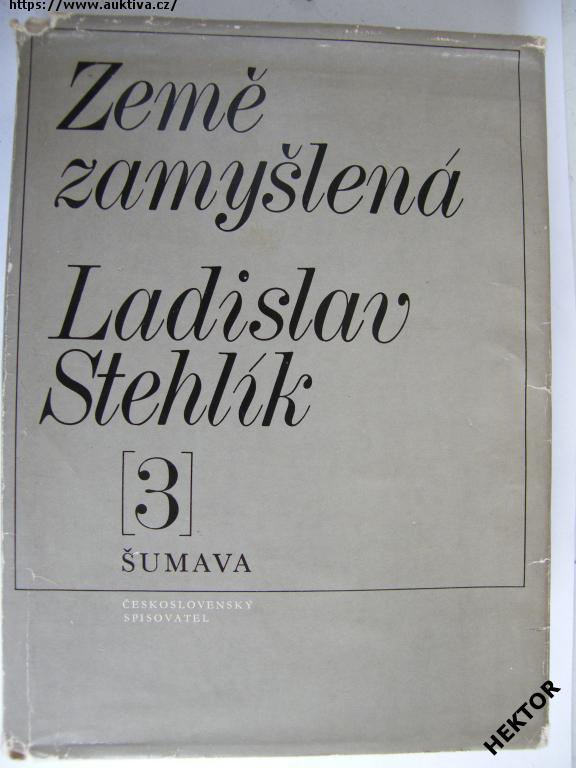 https://www.auktiva.cz/
Země
zamyšlená
Ladislav
Stehlík
[3]
ŠUMAVA
ČESKOSLOVENSKÝ
SPISOVATEL
HEKTOR